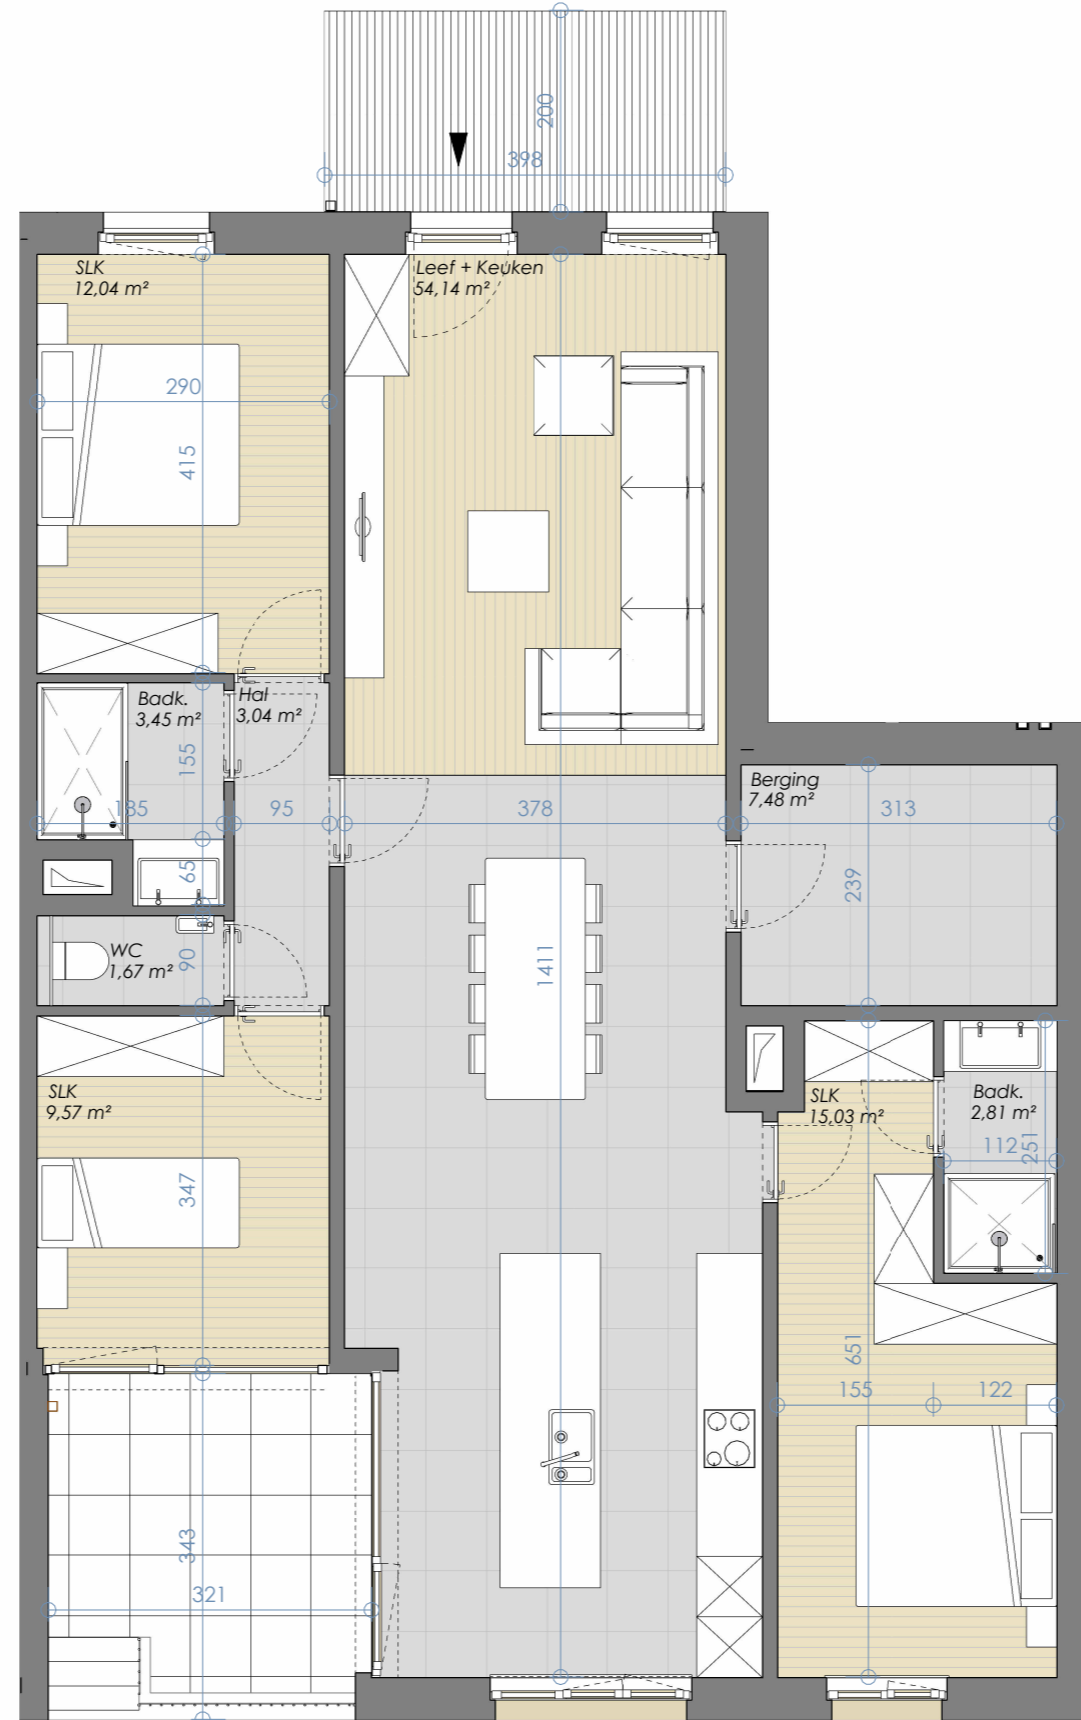 200
398
SLK
12,04 m²
Leef + Keuken
54,14 m²
290
415
Badk.
3,45 m²
Hal
3,04 m²
155
185
95
378
Berging
7,48 m²
313
65
239
WC
1,67 m²
90
1411
SLK
9,57 m²
347
SLK
15,03 m²
Badk.
2,81 m²
112
251
651
155
122
343
321